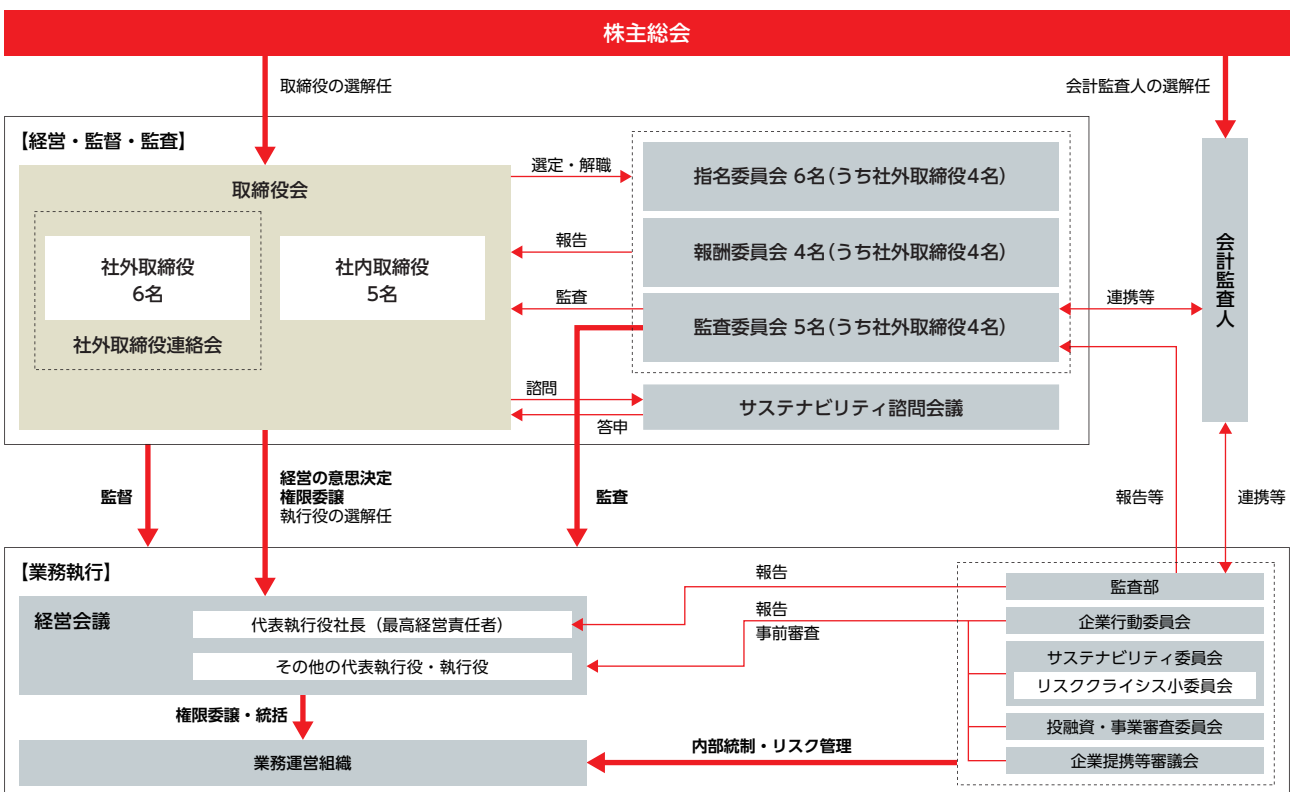 株主総会
取締役の選解任
会計監査人の選解任
【経営・監督・監査】
取締役会
社外取締役
6名
社内取締役
5名
社外取締役連絡会
選定・解職
報告
監査
諮問
答申
指名委員会 6名(うち社外取締役4名)
報酬委員会 4名(うち社外取締役4名)
監査委員会 5名(うち社外取締役4名)
サステナビリティ諮問会議
連携等
会計監査人
監督
経営の意思決定
権限委譲
執行役の選解任
監査
報告等
連携等
【業務執行】
経営会議
代表執行役社長（最高経営責任者）
その他の代表執行役・執行役
報告
報告
事前審査
監査部
企業行動委員会
サステナビリティ委員会
リスククライシス小委員会
投融資・事業審査委員会
企業提携等審議会
権限委譲・統括
内部統制・リスク管理
業務運営組織